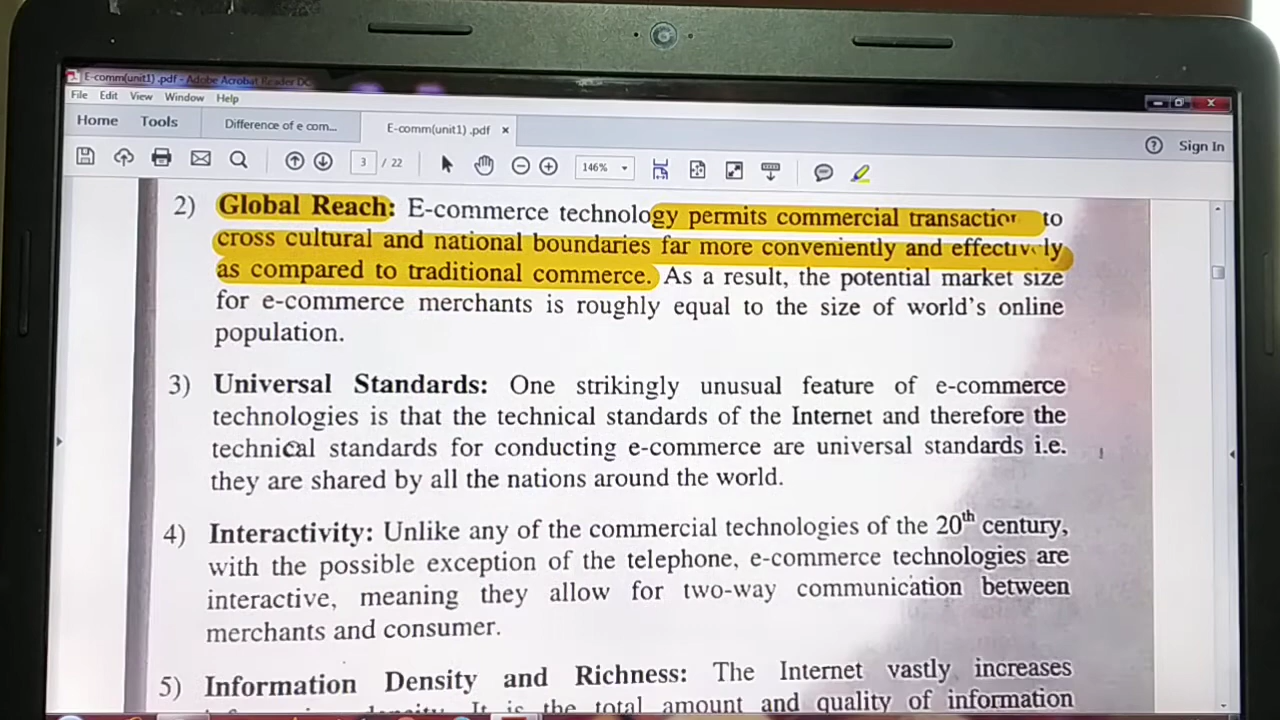 E-comm(unit1) .pdf - Adobe Acrobat Reader DC
File Edit View Window Help
Home Tools Difference of e com... E-comm(unit1) .pdf × Sign In
3 / 22 146%
2) Global Reach: E-commerce technology permits commercial transaction to
cross cultural and national boundaries far more conveniently and effectively
as compared to traditional commerce. As a result, the potential market size
for e-commerce merchants is roughly equal to the size of world's online
population.
3) Universal Standards: One strikingly unusual feature of e-commerce
technologies is that the technical standards of the Internet and therefore the
technical standards for conducting e-commerce are universal standards i.e.
they are shared by all the nations around the world.
4) Interactivity: Unlike any of the commercial technologies of the 20th century,
with the possible exception of the telephone, e-commerce technologies are
interactive, meaning they allow for two-way communication between
merchants and consumer.
5) Information Density and Richness: The Internet vastly increases
It is the total amount and quality of information